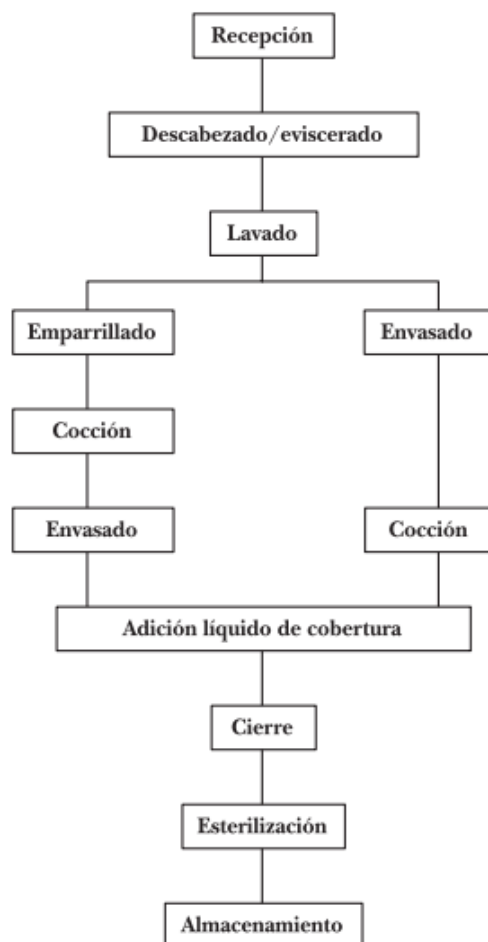 Recepción
Descabezado/eviscerado
Lavado
Emparrillado
Envasado
Cocción
Envasado
Cocción
Adición líquido de cobertura
Cierre
Esterilización
Almacenamiento